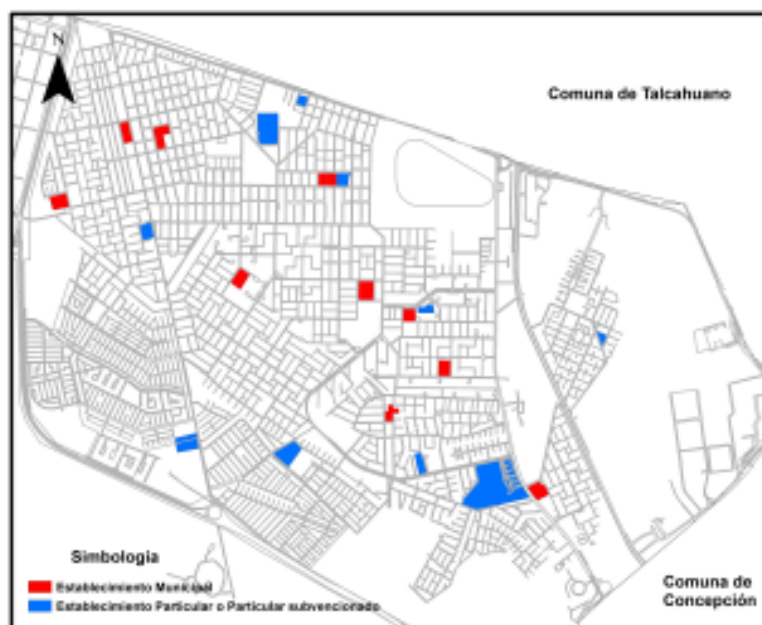 N
Comuna de Talcahuano
Simbología
Establecimiento Municipal
Establecimiento Particular o Particular subvencionado
Comuna de
Concepción